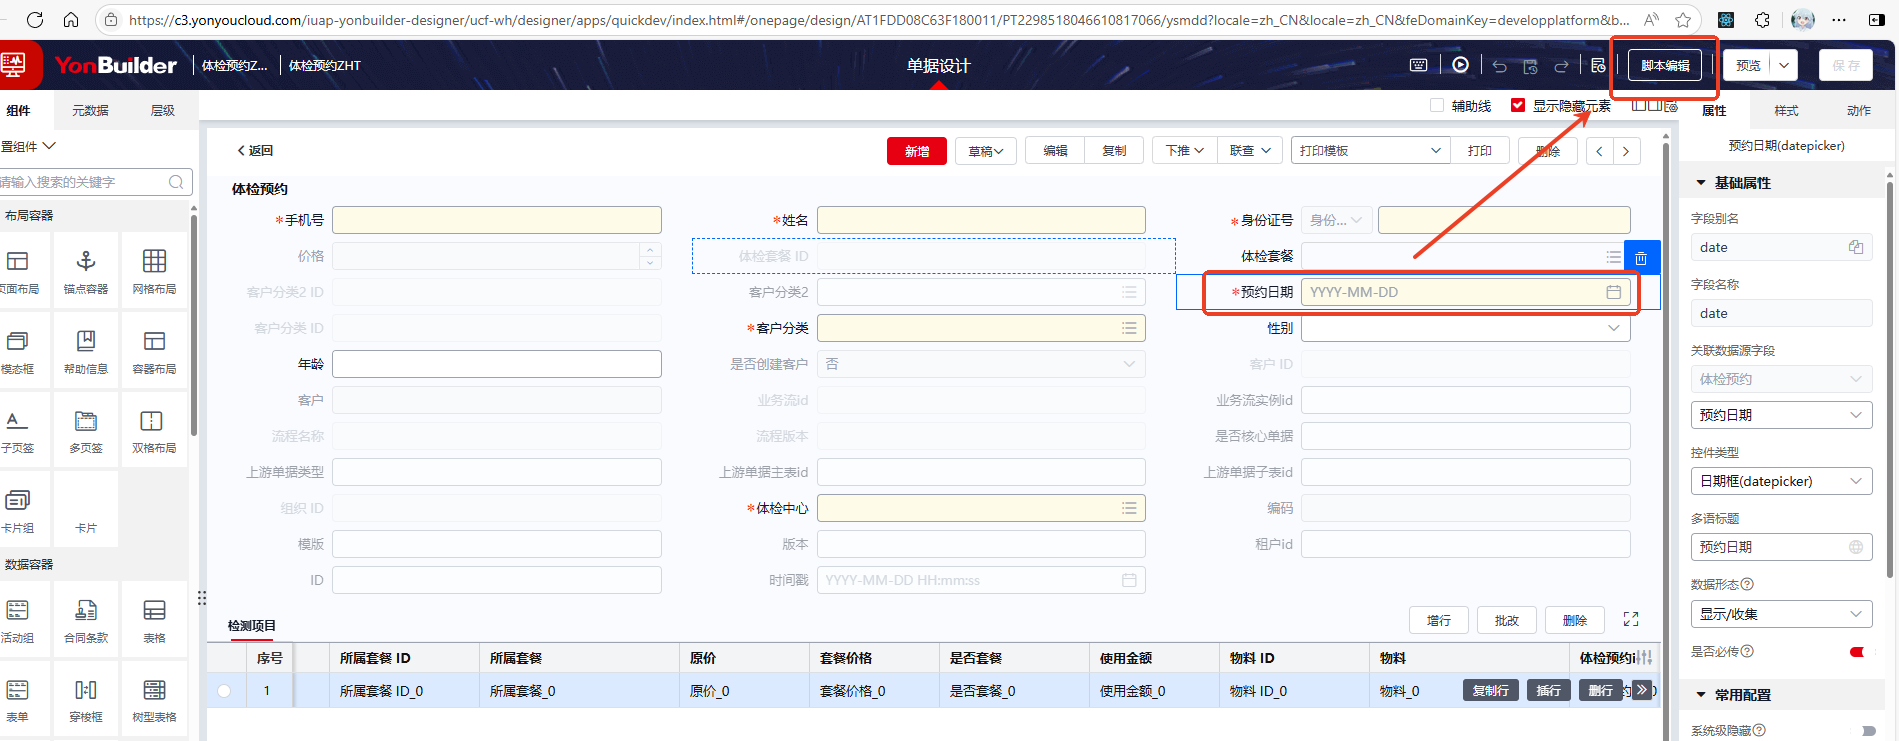 https://c3.yonyoucloud.com/iuap-yonbuilder-designer/ucf-wh/designer/apps/quickdev/index.html#/onepage/design/AT1FDD08C63F180011/PT2298518046610817066/ysmdd?locale=zh_CN&locale=zh_CN&feDomainKey=developplatform&b...
YonBuilder 体检预约Z... 体检预约ZHT 单据设计 脚本编辑 预览 保存
组件 元数据 层级 辅助线 显示隐藏元素 属性 样式 动作
置组件
请输入搜索的关键字
布局容器
页面布局 锚点容器 网格布局
模态框 帮助信息 容器布局
子页签 多页签 双格布局
卡片组 卡片
数据容器
活动组 合同条款 表格
表单 穿梭框 树型表格
返回 新增 草稿 编辑 复制 下推 联查 打印模板 打印 删除
体检预约
*手机号 *姓名 *身份证号 身份...
价格 体检套餐 ID 体检套餐
客户分类2 ID 客户分类2 *预约日期 YYYY-MM-DD
客户分类 ID *客户分类 性别
年龄 是否创建客户 否 客户 ID
客户 业务流id 业务流实例id
流程名称 流程版本 是否核心单据
上游单据类型 上游单据主表id 上游单据子表id
组织 ID *体检中心 编码
模版 版本 租户id
ID 时间戳 YYYY-MM-DD HH:mm:ss
检测项目 增行 批改 删除
序号 所属套餐 ID 所属套餐 原价 套餐价格 是否套餐 使用金额 物料 ID 物料 体检预约i
1 所属套餐 ID_0 所属套餐_0 原价_0 套餐价格_0 是否套餐_0 使用金额_0 物料 ID_0 物料_0 复制行 插行 删行 约 0
预约日期(datepicker)
基础属性
字段别名
date
字段名称
date
关联数据源字段
体检预约
预约日期
控件类型
日期框(datepicker)
多语标题
预约日期
数据形态
显示/收集
是否必传
常用配置
系统级隐藏